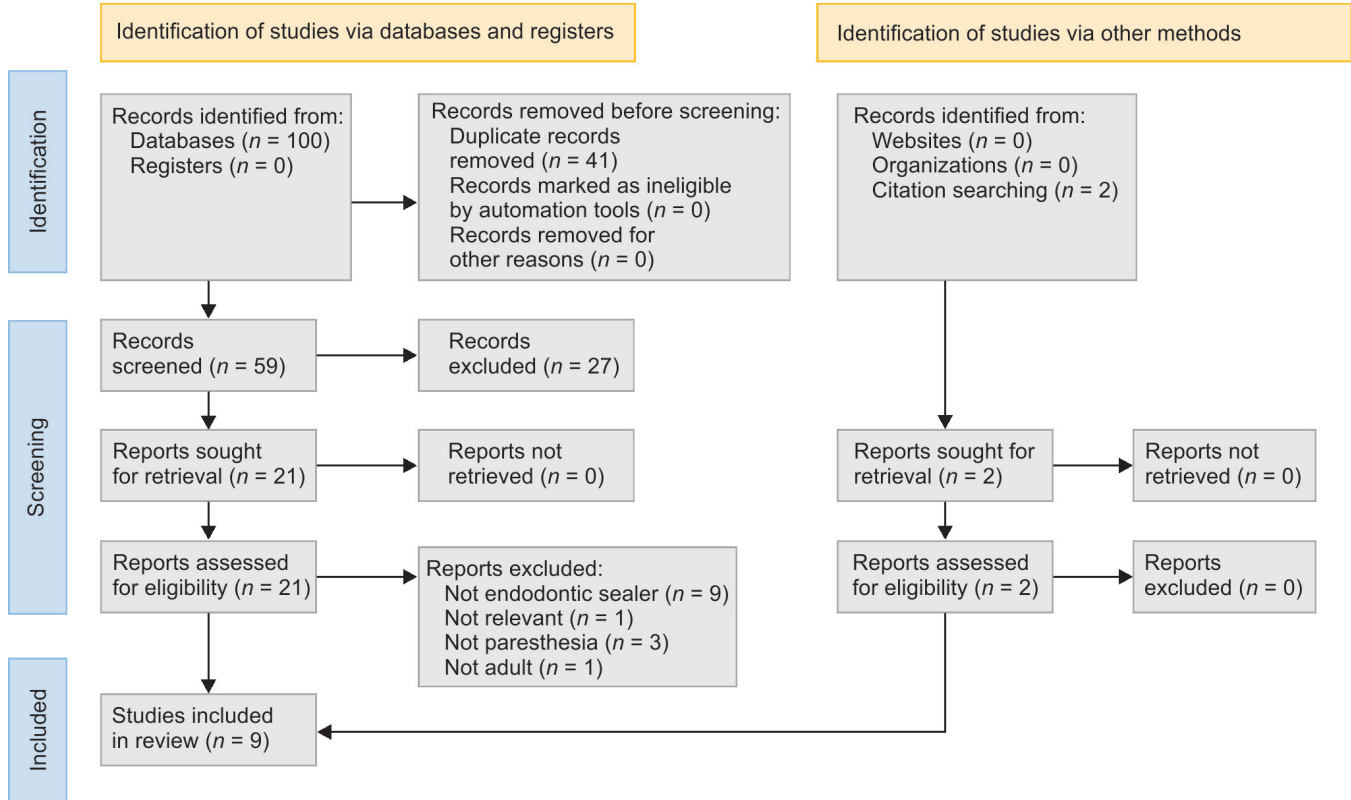 Identification of studies via databases and registers
Identification of studies via other methods
Identification
Records identified from:
Databases (n = 100)
Registers (n = 0)
Records removed before screening:
Duplicate records
removed (n = 41)
Records marked as ineligible
by automation tools (n = 0)
Records removed for
other reasons (n = 0)
Records identified from:
Websites (n = 0)
Organizations (n = 0)
Citation searching (n = 2)
Screening
Records
screened (n = 59)
Records
excluded (n = 27)
Reports sought
for retrieval (n = 21)
Reports not
retrieved (n = 0)
Reports sought for
retrieval (n = 2)
Reports not
retrieved (n = 0)
Reports assessed
for eligibility (n = 21)
Reports excluded:
Not endodontic sealer (n = 9)
Not relevant (n = 1)
Not paresthesia (n = 3)
Not adult (n = 1)
Reports assessed
for eligibility (n = 2)
Reports
excluded (n = 0)
Included
Studies included
in review (n = 9)